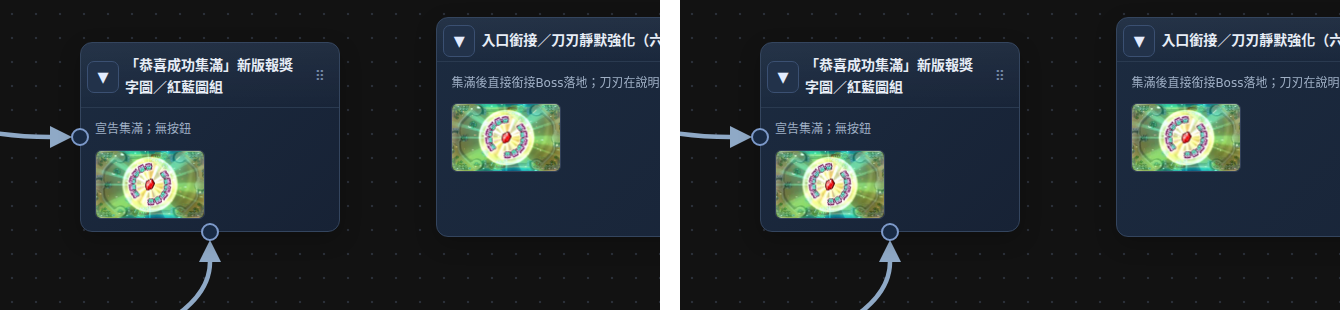 ▼
「恭喜成功集滿」新版報獎
字圖／紅藍圖組
宣告集滿；無按鈕
▼
入口銜接／刀刃靜默強化（六
集滿後直接銜接Boss落地；刀刃在說明
▼
「恭喜成功集滿」新版報獎
字圖／紅藍圖組
宣告集滿；無按鈕
▼
入口銜接／刀刃靜默強化（六
集滿後直接銜接Boss落地；刀刃在說明